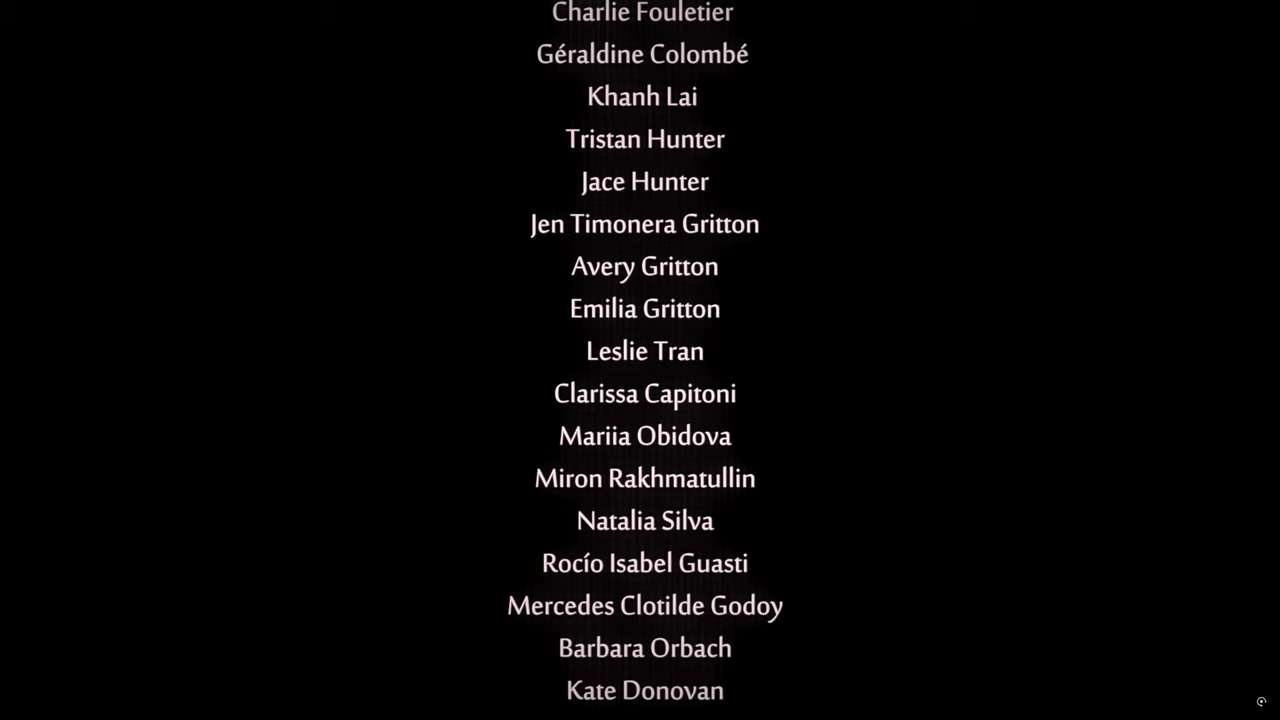 Charlie Fouletier
Géraldine Colombé
Khanh Lai
Tristan Hunter
Jace Hunter
Jen Timonera Gritton
Avery Gritton
Emilia Gritton
Leslie Tran
Clarissa Capitoni
Mariia Obidova
Miron Rakhmatullin
Natalia Silva
Rocío Isabel Guasti
Mercedes Clotilde Godoy
Barbara Orbach
Kate Donovan